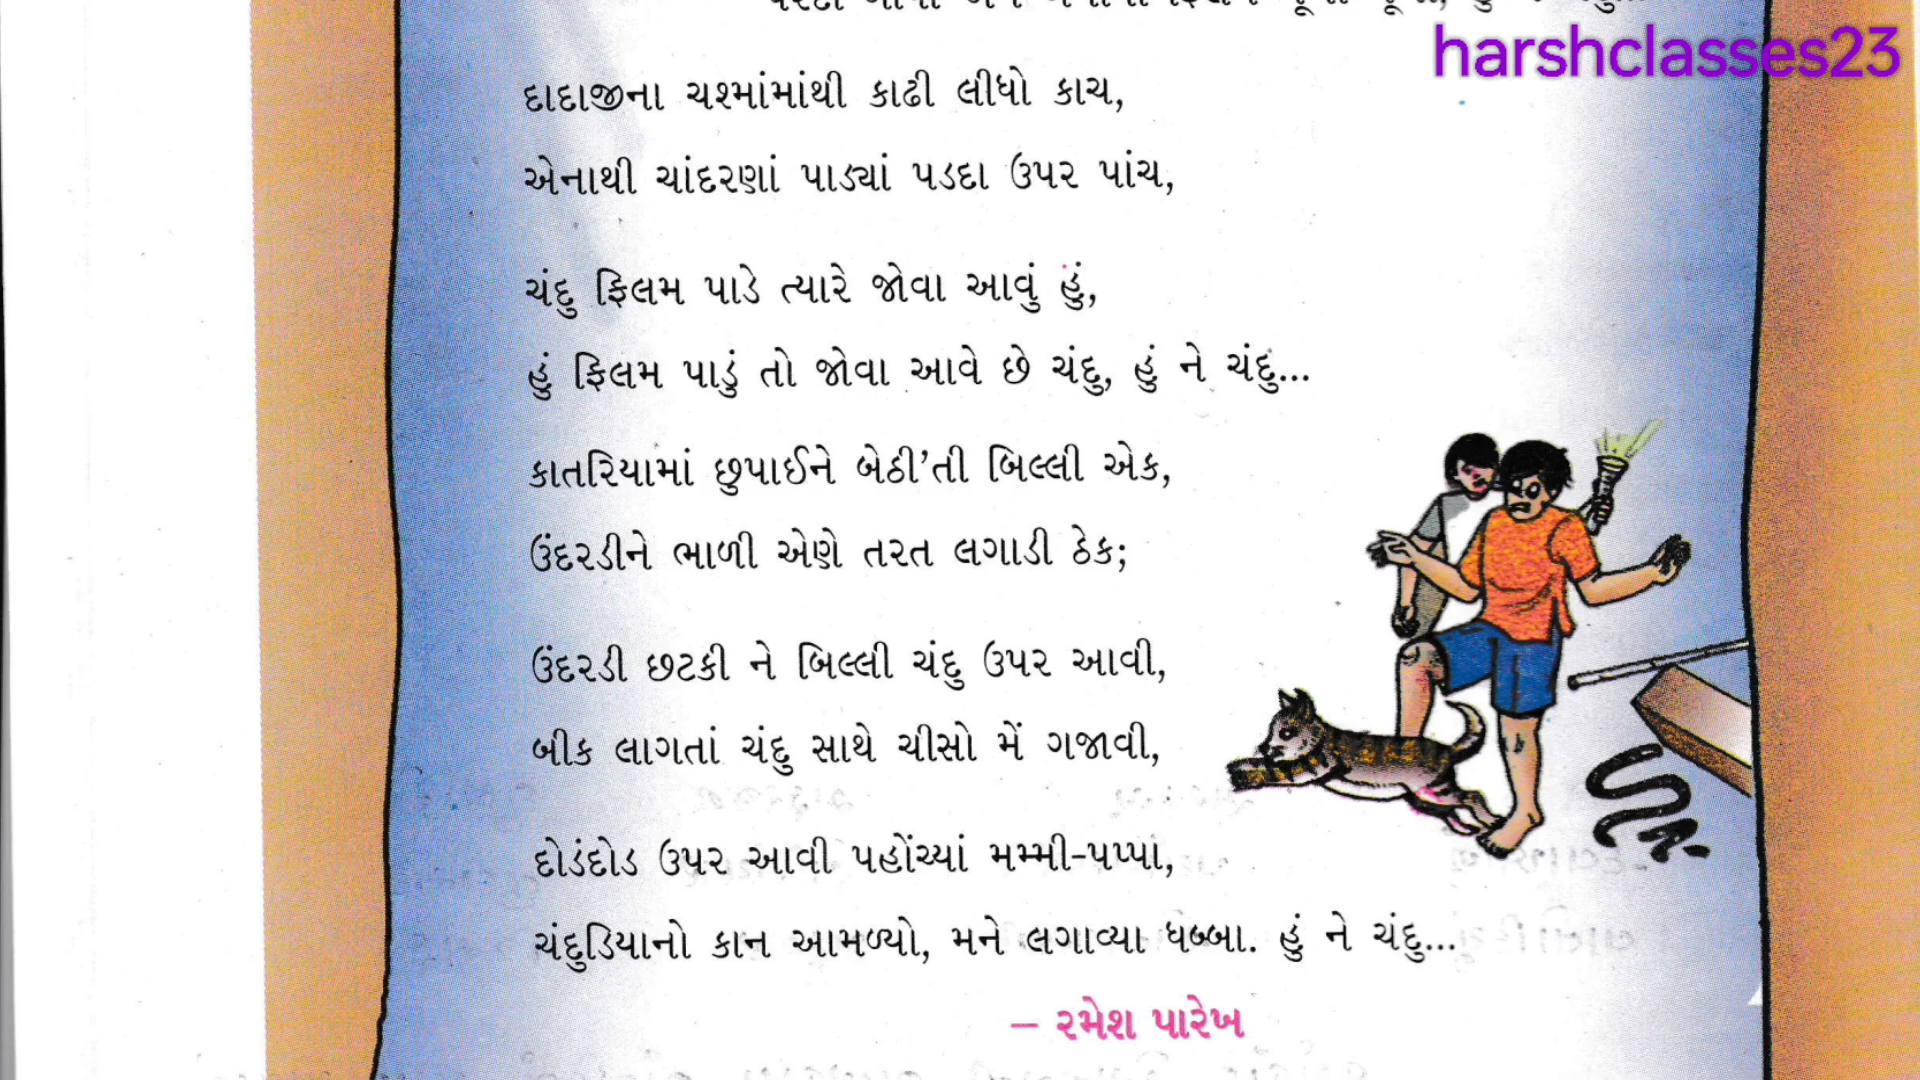 harshclasses23
દાદાજીના ચશ્માંમાંથી કાઢી લીધો કાચ,
એનાથી ચાંદરણાં પાડ્યાં પડદા ઉપર પાંચ,
ચંદુ ફિલમ પાડે ત્યારે જોવા આવું હું,
હું ફિલમ પાડું તો જોવા આવે છે ચંદુ, હું ને ચંદુ...
કાતરિયામાં છુપાઈને બેઠી'તી બિલ્લી એક,
ઉંદરડીને ભાળી એણે તરત લગાડી ઠેક;
ઉંદરડી છટકી ને બિલ્લી ચંદુ ઉપર આવી,
બીક લાગતાં ચંદુ સાથે ચીસો મેં ગજાવી,
દોડંદોડ ઉપર આવી પહોંચ્યાં મમ્મી-પપ્પા,
ચંદુડિયાનો કાન આમળ્યો, મને લગાવ્યા ધબ્બા. હું ને ચંદુ...
– રમેશ પારેખ